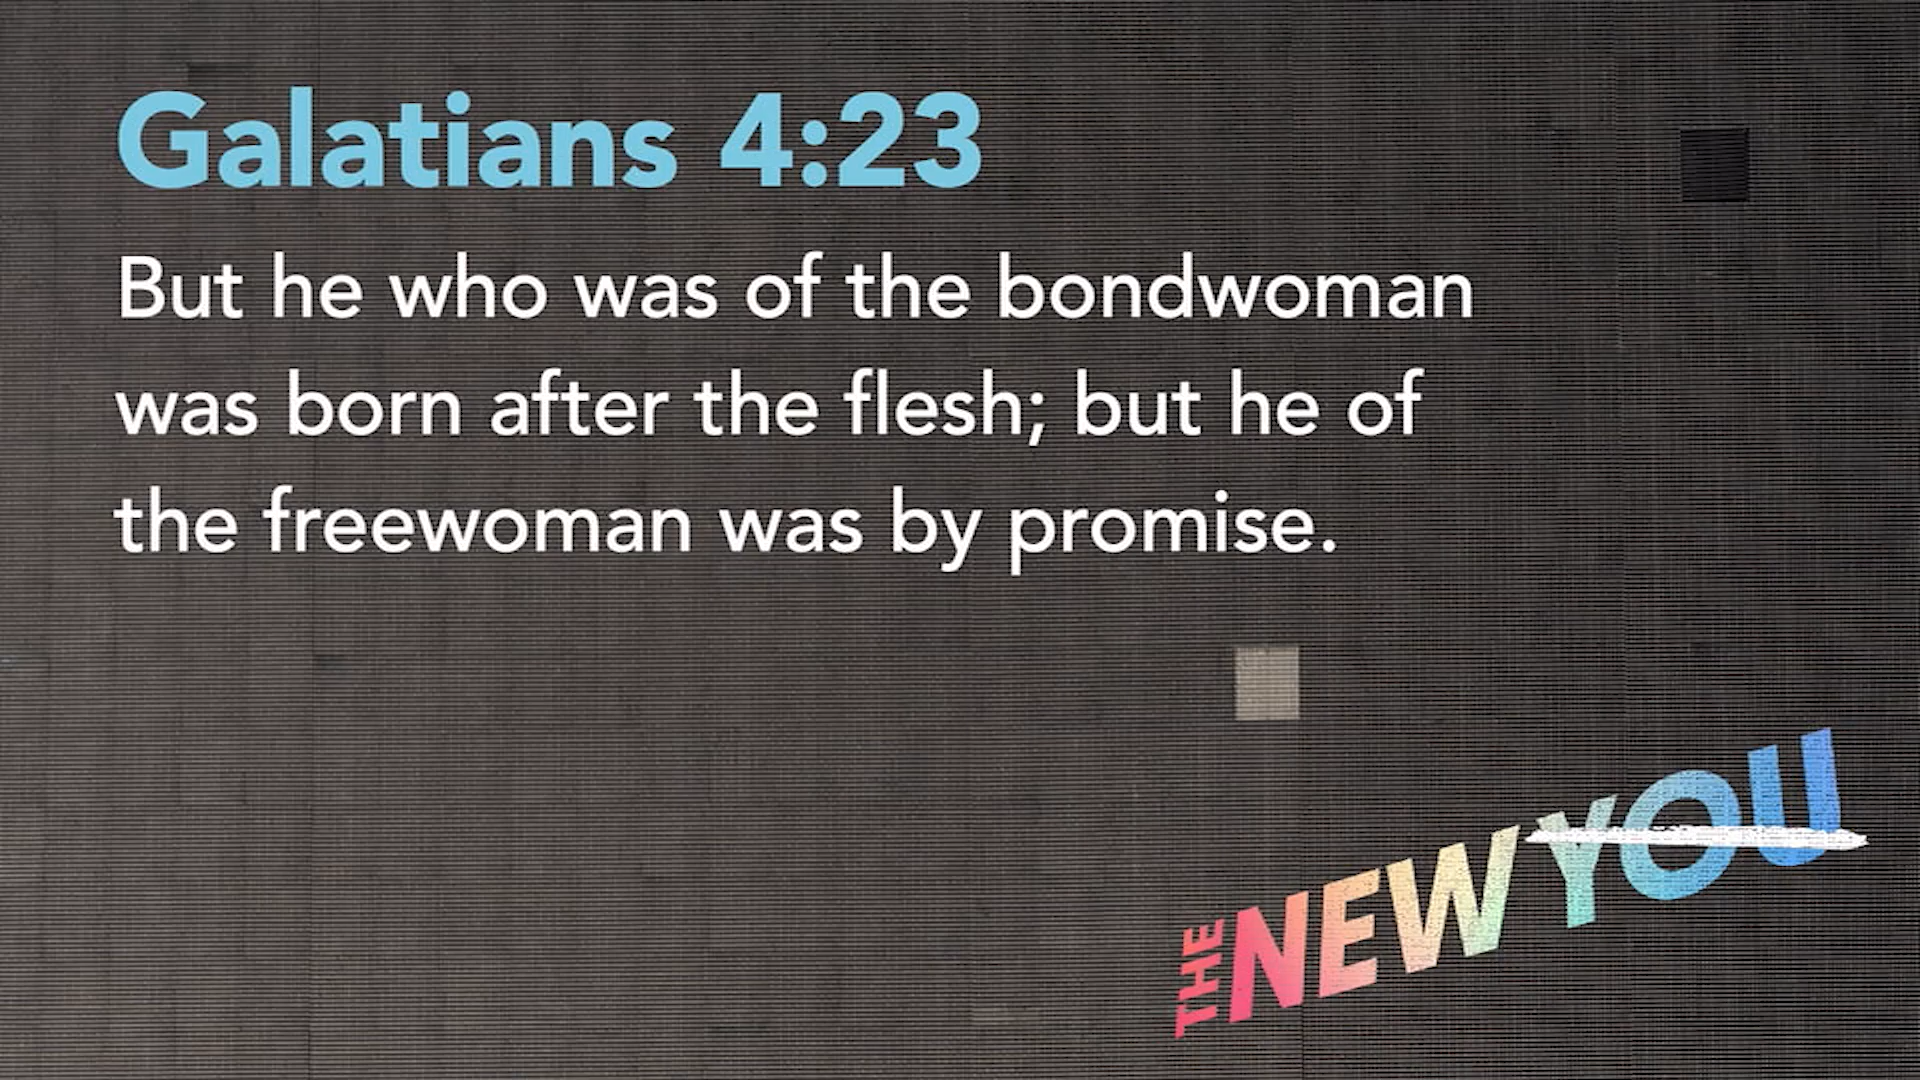 Galatians 4:23
But he who was of the bondwoman
was born after the flesh; but he of
the freewoman was by promise.
THE NEW YOU